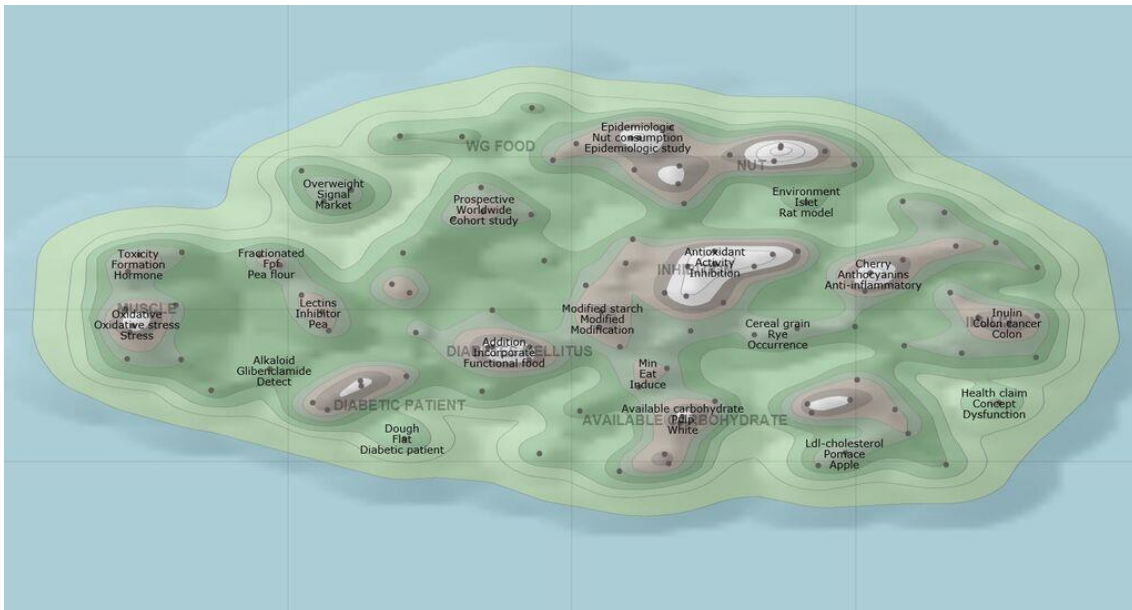 Epidemiologic
Nut consumption
Epidemiologic study
WG FOOD
NUT
Overweight
Signal
Market
Prospective
Worldwide
Cohort study
Environment
Islet
Rat model
Toxicity
Formation
Hormone
Fractionated
Fpf
Pea flour
Antioxidant
Activity
Inhibition
Cherry
Anthocyanins
Anti-inflammatory
MUSCLE
Oxidative
Oxidative stress
Stress
Lectins
Inhibitor
Pea
Modified starch
Modified
Modification
Cereal grain
Rye
Occurrence
Inulin
Colon cancer
Colon
Addition
Incorporate
Functional food
Alkaloid
Glibenclamide
Detect
Min
Eat
Induce
DIABETIC PATIENT
Available carbohydrate
Pulp
White
Health claim
Concept
Dysfunction
Dough
Flat
Diabetic patient
Ldl-cholesterol
Pomace
Apple